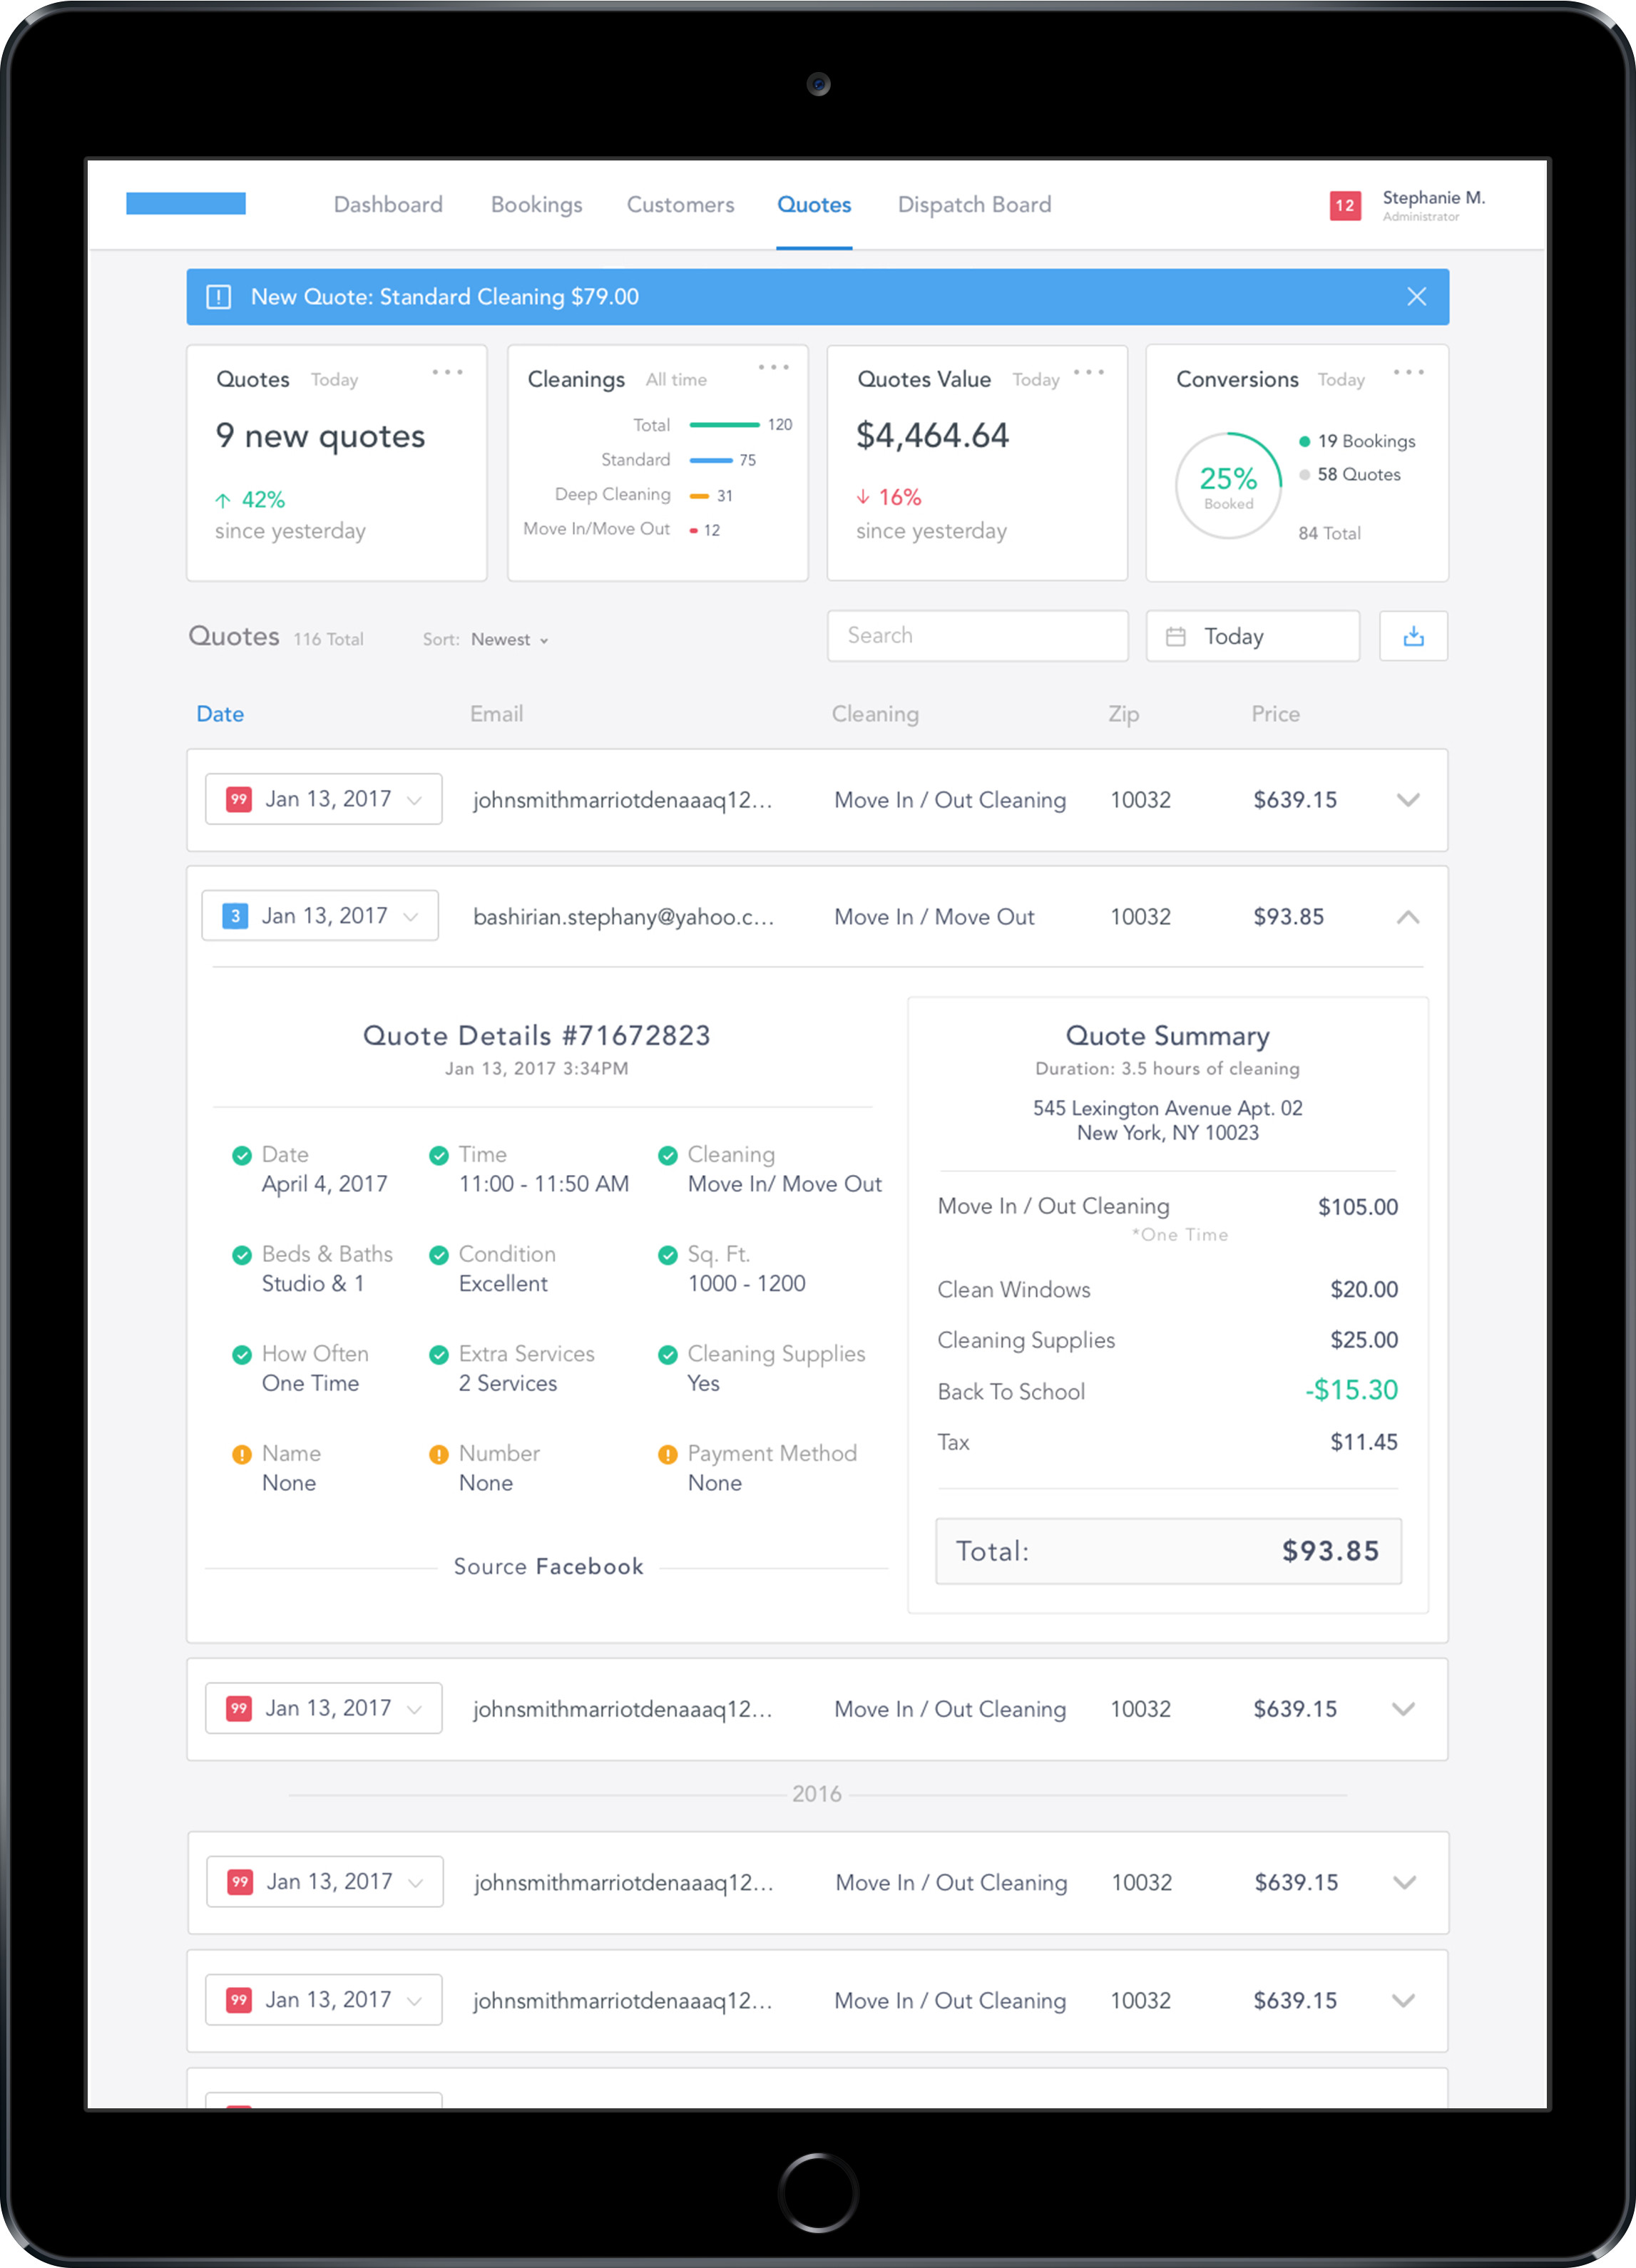 Dashboard Bookings Customers Quotes Dispatch Board 12 Stephanie M.
Administrator
New Quote: Standard Cleaning $79.00
Quotes Today
9 new quotes
42%
since yesterday
Cleanings All time
Total 120
Standard 75
Deep Cleaning 31
Move In/Move Out 12
Quotes Value Today
$4,464.64
16%
since yesterday
Conversions Today
25%
Booked
19 Bookings
58 Quotes
84 Total
Quotes 116 Total Sort: Newest Search Today
Date Email Cleaning Zip Price
99 Jan 13, 2017 johnsmithmarriotdenaaaq12... Move In / Out Cleaning 10032 $639.15
3 Jan 13, 2017 bashirian.stephany@yahoo.c... Move In / Move Out 10032 $93.85
Quote Details #71672823
Jan 13, 2017 3:34PM
Date Time Cleaning
April 4, 2017 11:00 - 11:50 AM Move In/ Move Out
Beds & Baths Condition Sq. Ft.
Studio & 1 Excellent 1000 - 1200
How Often Extra Services Cleaning Supplies
One Time 2 Services Yes
Name Number Payment Method
None None None
Source Facebook
Quote Summary
Duration: 3.5 hours of cleaning
545 Lexington Avenue Apt. 02
New York, NY 10023
Move In / Out Cleaning $105.00
*One Time
Clean Windows $20.00
Cleaning Supplies $25.00
Back To School -$15.30
Tax $11.45
Total: $93.85
99 Jan 13, 2017 johnsmithmarriotdenaaaq12... Move In / Out Cleaning 10032 $639.15
2016
99 Jan 13, 2017 johnsmithmarriotdenaaaq12... Move In / Out Cleaning 10032 $639.15
99 Jan 13, 2017 johnsmithmarriotdenaaaq12... Move In / Out Cleaning 10032 $639.15